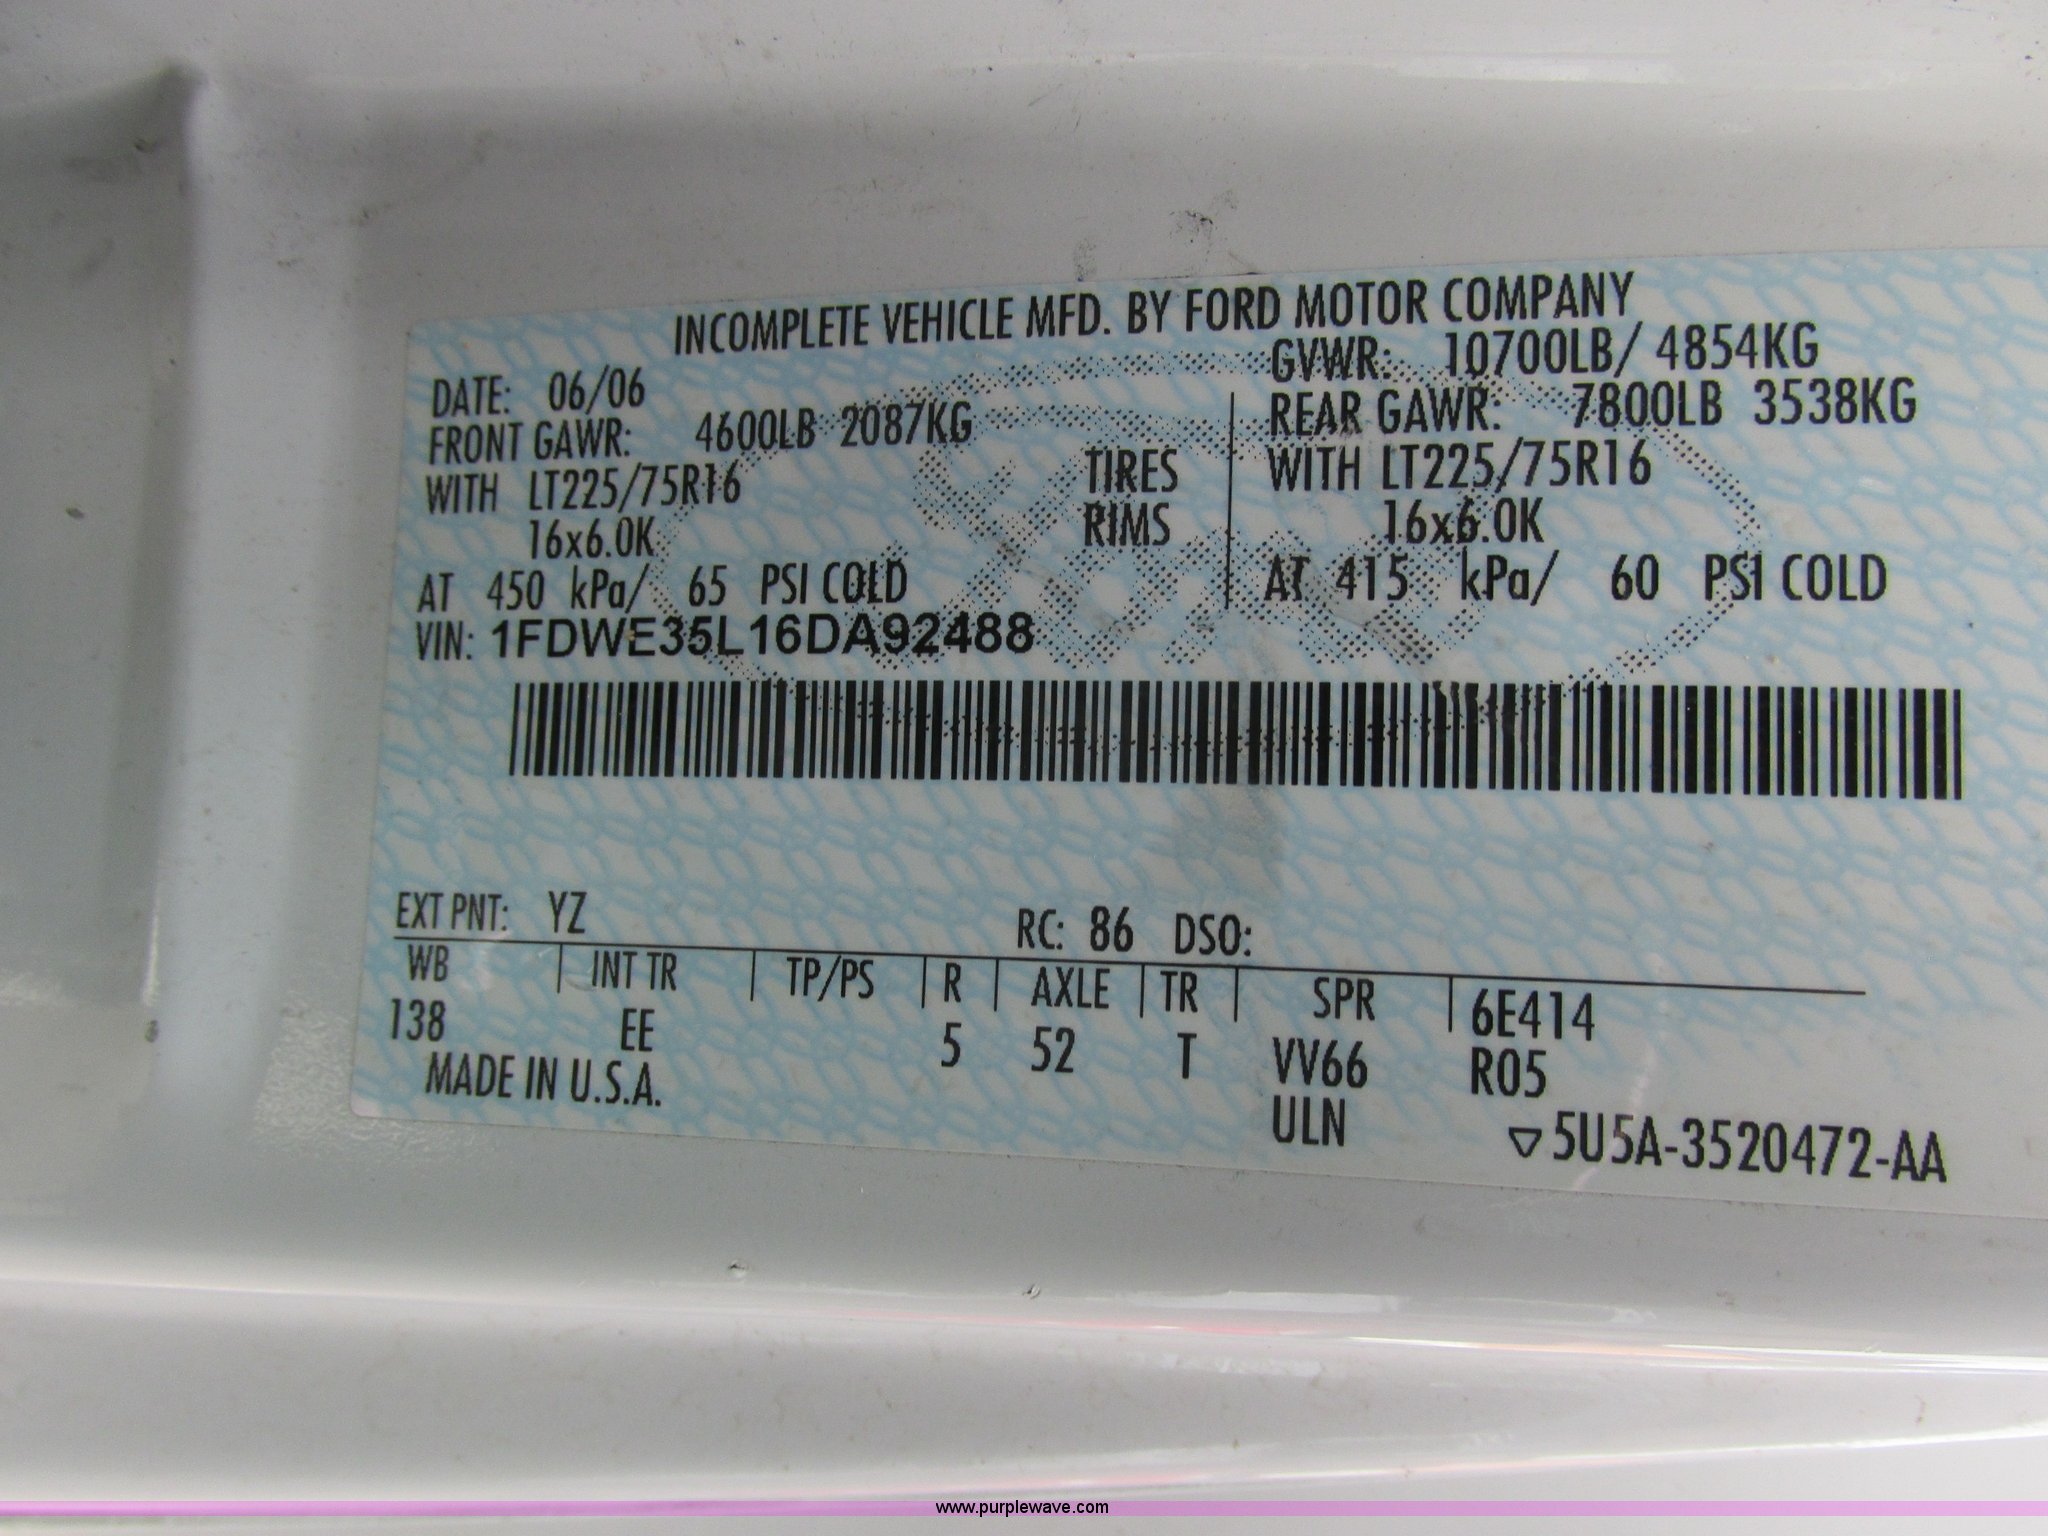 INCOMPLETE VEHICLE MFD. BY FORD MOTOR COMPANY
DATE: 06/06
GVWR: 10700LB/ 4854KG
FRONT GAWR: 4600LB 2087KG
REAR GAWR: 7800LB 3538KG
WITH LT225/75R16 TIRES WITH LT225/75R16
16x6.0K RIMS 16x6.0K
AT 450 kPa/ 65 PSI COLD AT 415 kPa/ 60 PSI COLD
VIN: 1FDWE35L16DA92488
EXT PNT: YZ RC: 86 DSO:
WB INT TR TP/PS R AXLE TR SPR 6E414
138 EE 5 52 T VV66 R05
MADE IN U.S.A. ULN
▽5U5A-3520472-AA
www.purplewave.com